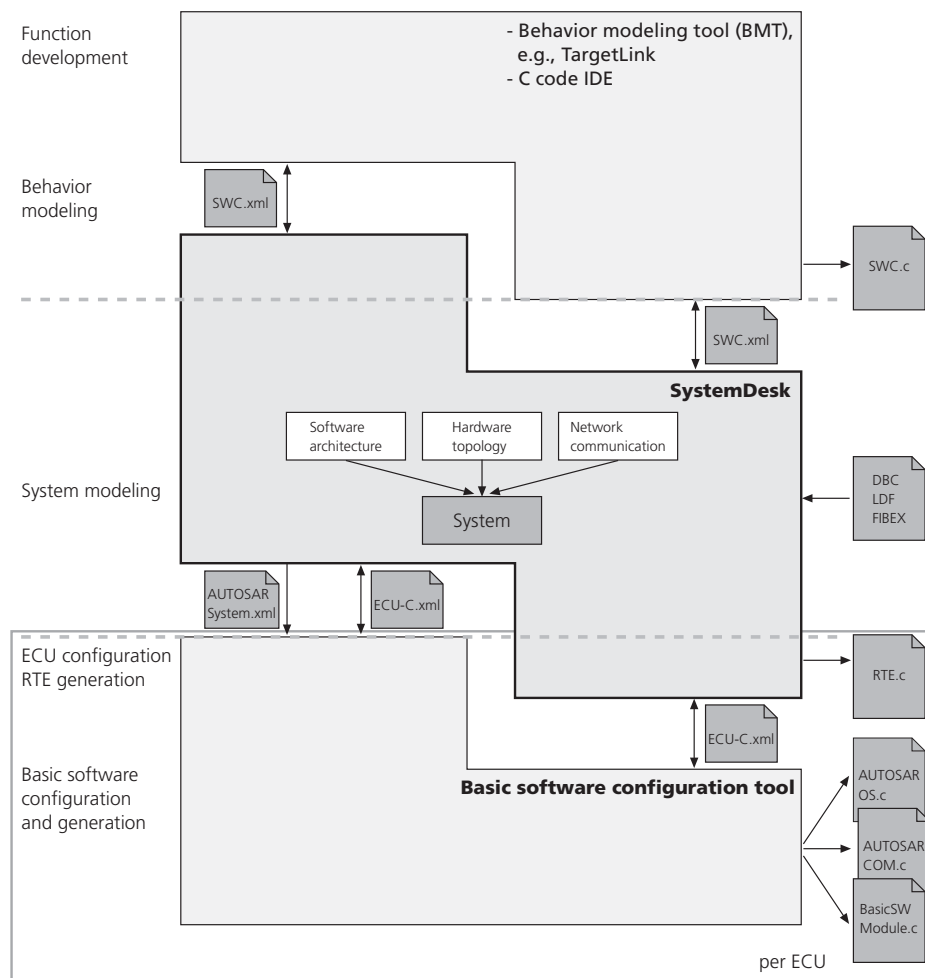 Function
development
- Behavior modeling tool (BMT),
e.g., TargetLink
- C code IDE
Behavior
modeling
SWC.xml
SWC.c
SWC.xml
SystemDesk
Software
architecture
Hardware
topology
Network
communication
System modeling
System
DBC
LDF
FIBEX
AUTOSAR
System.xml
ECU-C.xml
ECU configuration
RTE generation
RTE.c
ECU-C.xml
Basic software
configuration
and generation
Basic software configuration tool
AUTOSAR
OS.c
AUTOSAR
COM.c
BasicSW
Module.c
per ECU